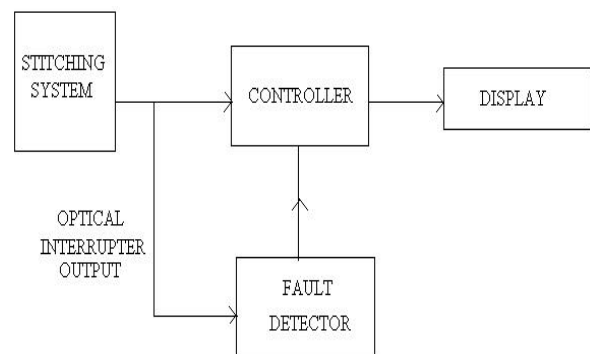 STITCHING
SYSTEM
CONTROLLER
DISPLAY
OPTICAL
INTERRUPTER
OUTPUT
FAULT
DETECTOR